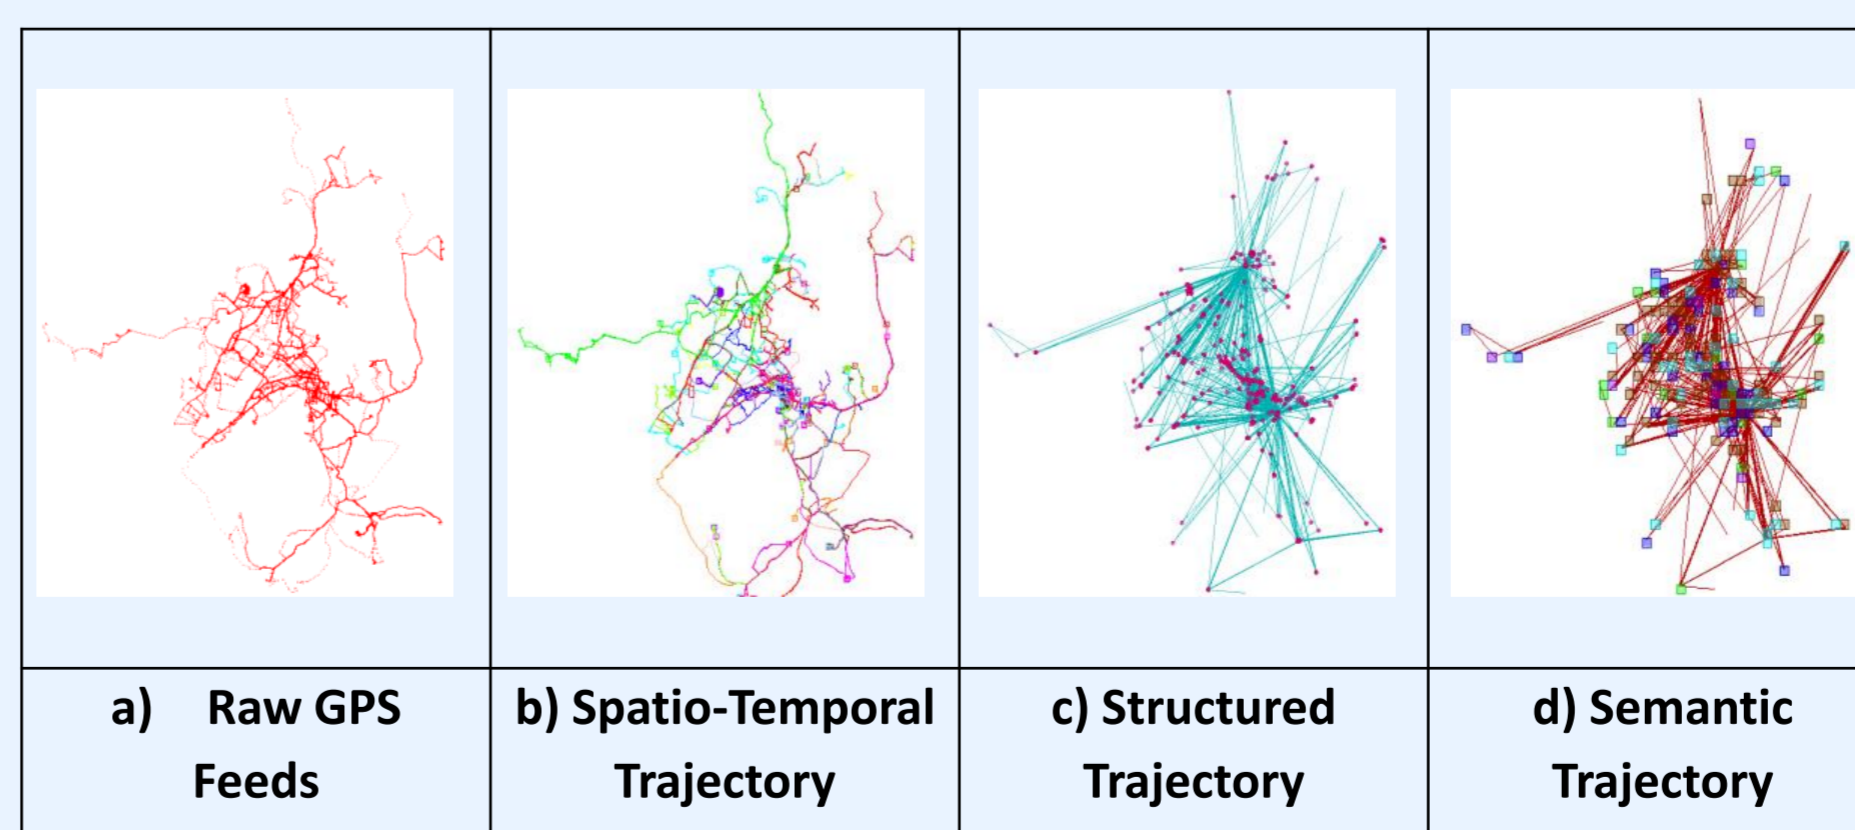 a) Raw GPS
Feeds
b) Spatio-Temporal
Trajectory
c) Structured
Trajectory
d) Semantic
Trajectory